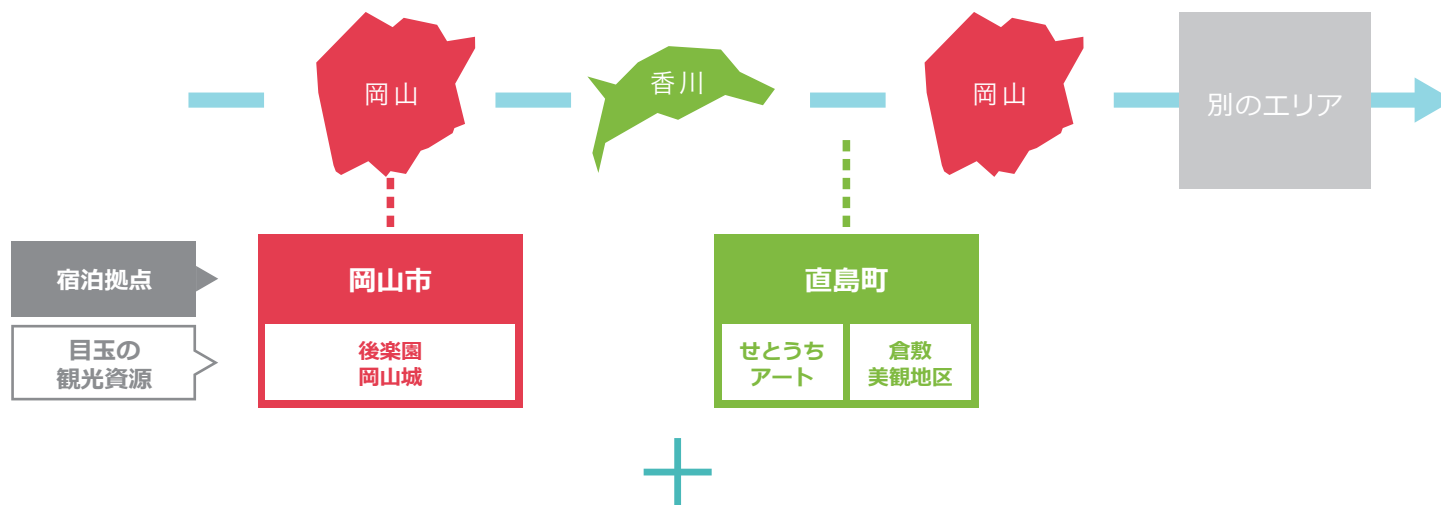 岡山
香川
岡山
別のエリア
宿泊拠点
岡山市
直島町
目玉の
観光資源
後楽園
岡山城
せとうち
アート
倉敷
美観地区